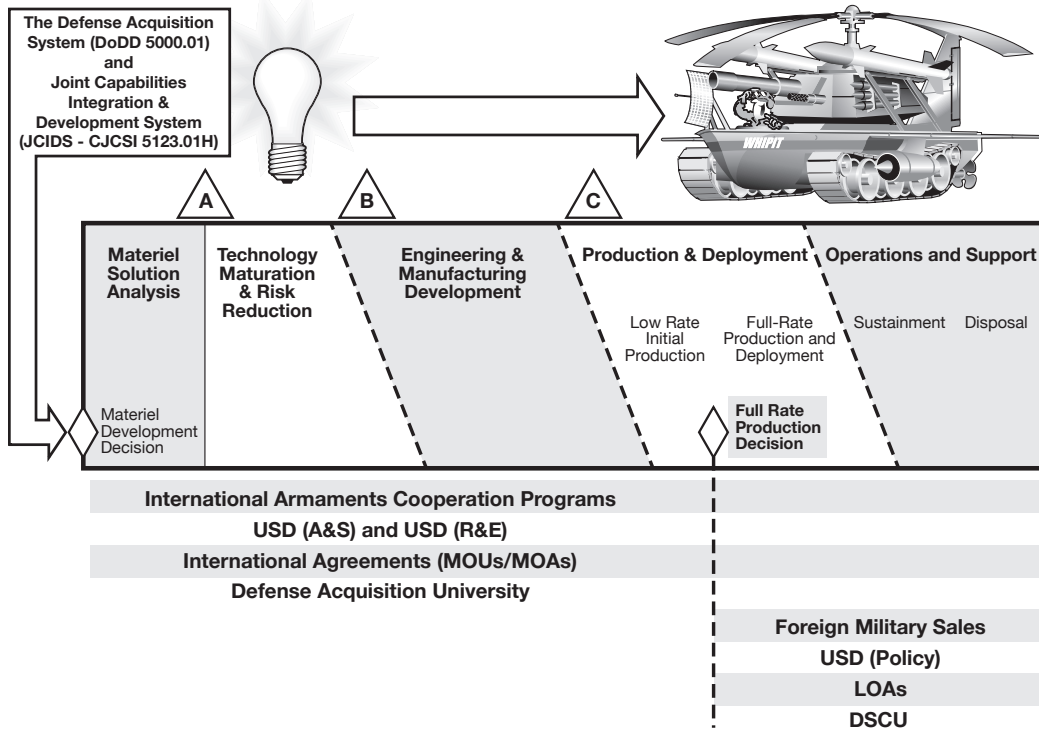 The Defense Acquisition
System (DoDD 5000.01)
and
Joint Capabilities
Integration &
Development System
(JCIDS - CJCSI 5123.01H)
WHIPIT
A
B
C
Materiel
Solution
Analysis
Technology
Maturation
& Risk
Reduction
Engineering &
Manufacturing
Development
Production & Deployment
Operations and Support
Low Rate
Initial
Production
Full-Rate
Production and
Deployment
Sustainment
Disposal
Materiel
Development
Decision
Full Rate
Production
Decision
International Armaments Cooperation Programs
USD (A&S) and USD (R&E)
International Agreements (MOUs/MOAs)
Defense Acquisition University
Foreign Military Sales
USD (Policy)
LOAs
DSCU